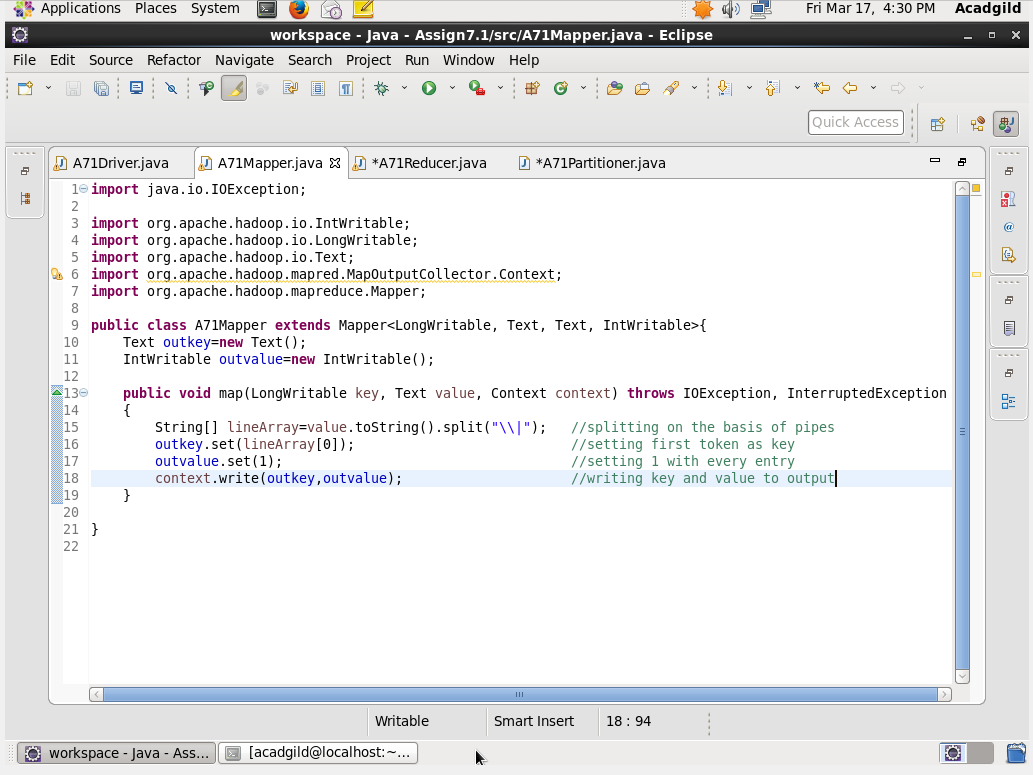 Applications Places System Fri Mar 17, 4:30 PM Acadgild
workspace - Java - Assign7.1/src/A71Mapper.java - Eclipse
File Edit Source Refactor Navigate Search Project Run Window Help
Quick Access
A71Driver.java A71Mapper.java *A71Reducer.java *A71Partitioner.java
1 import java.io.IOException;
2
3 import org.apache.hadoop.io.IntWritable;
4 import org.apache.hadoop.io.LongWritable;
5 import org.apache.hadoop.io.Text;
6 import org.apache.hadoop.mapred.MapOutputCollector.Context;
7 import org.apache.hadoop.mapreduce.Mapper;
8
9 public class A71Mapper extends Mapper<LongWritable, Text, Text, IntWritable>{
10 Text outkey=new Text();
11 IntWritable outvalue=new IntWritable();
12
13 public void map(LongWritable key, Text value, Context context) throws IOException, InterruptedException
14 {
15 String[] lineArray=value.toString().split("\\|"); //splitting on the basis of pipes
16 outkey.set(lineArray[0]); //setting first token as key
17 outvalue.set(1); //setting 1 with every entry
18 context.write(outkey,outvalue); //writing key and value to output
19 }
20
21 }
22
Writable Smart Insert 18 : 94
workspace - Java - Ass... [acadgild@localhost:~...